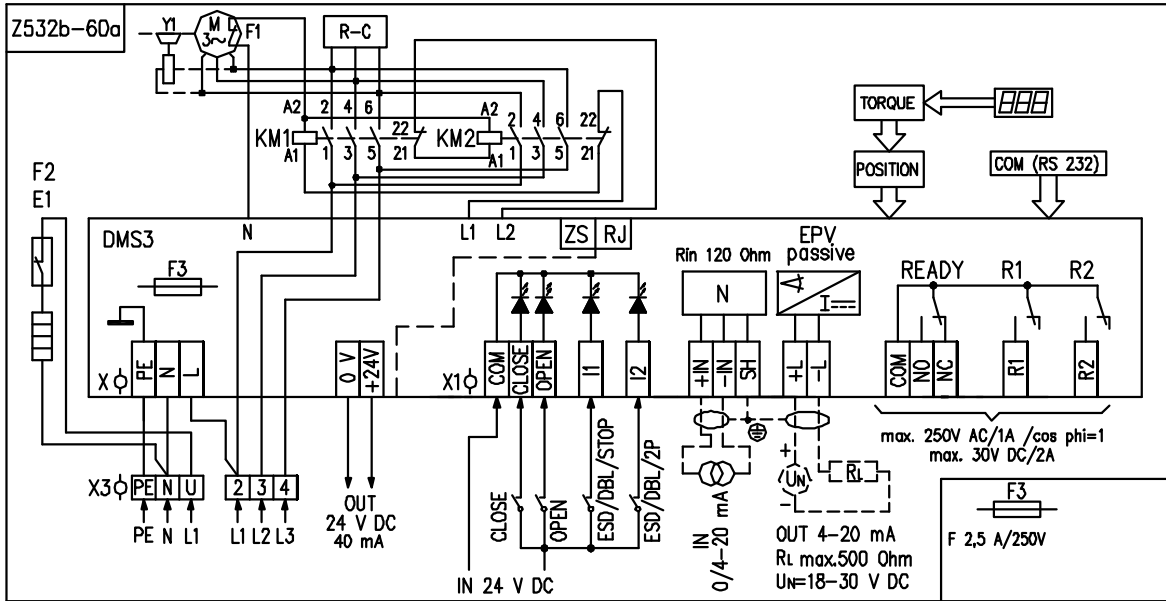 Z532b-60a
Y1
M
3~
F1
R-C
A2 2 4 6
22
KM1
A1 1 3 5 21
A2 2 4 6 22
KM2
A1 1 3 5 21
TORQUE
POSITION
COM (RS 232)
F2
E1
DMS3
N
L1 L2
ZS RJ
F3
Rin 120 Ohm
N
EPV
passive
I
READY R1 R2
X
PE
N
L
0 V
+24V
X1
COM
CLOSE
OPEN
I1
I2
+IN
-IN
SH
+L
-L
COM
NO
NC
R1
R2
max. 250V AC/1A /cos phi=1
max. 30V DC/2A
X3 PE N U 2 3 4
PE N L1 L1 L2 L3
OUT
24 V DC
40 mA
CLOSE
OPEN
ESD/DBL/STOP
ESD/DBL/2P
IN 24 V DC
IN
0/4-20 mA
+
UN
-
RL
OUT 4-20 mA
RL max.500 Ohm
UN=18-30 V DC
F3
F 2,5 A/250V